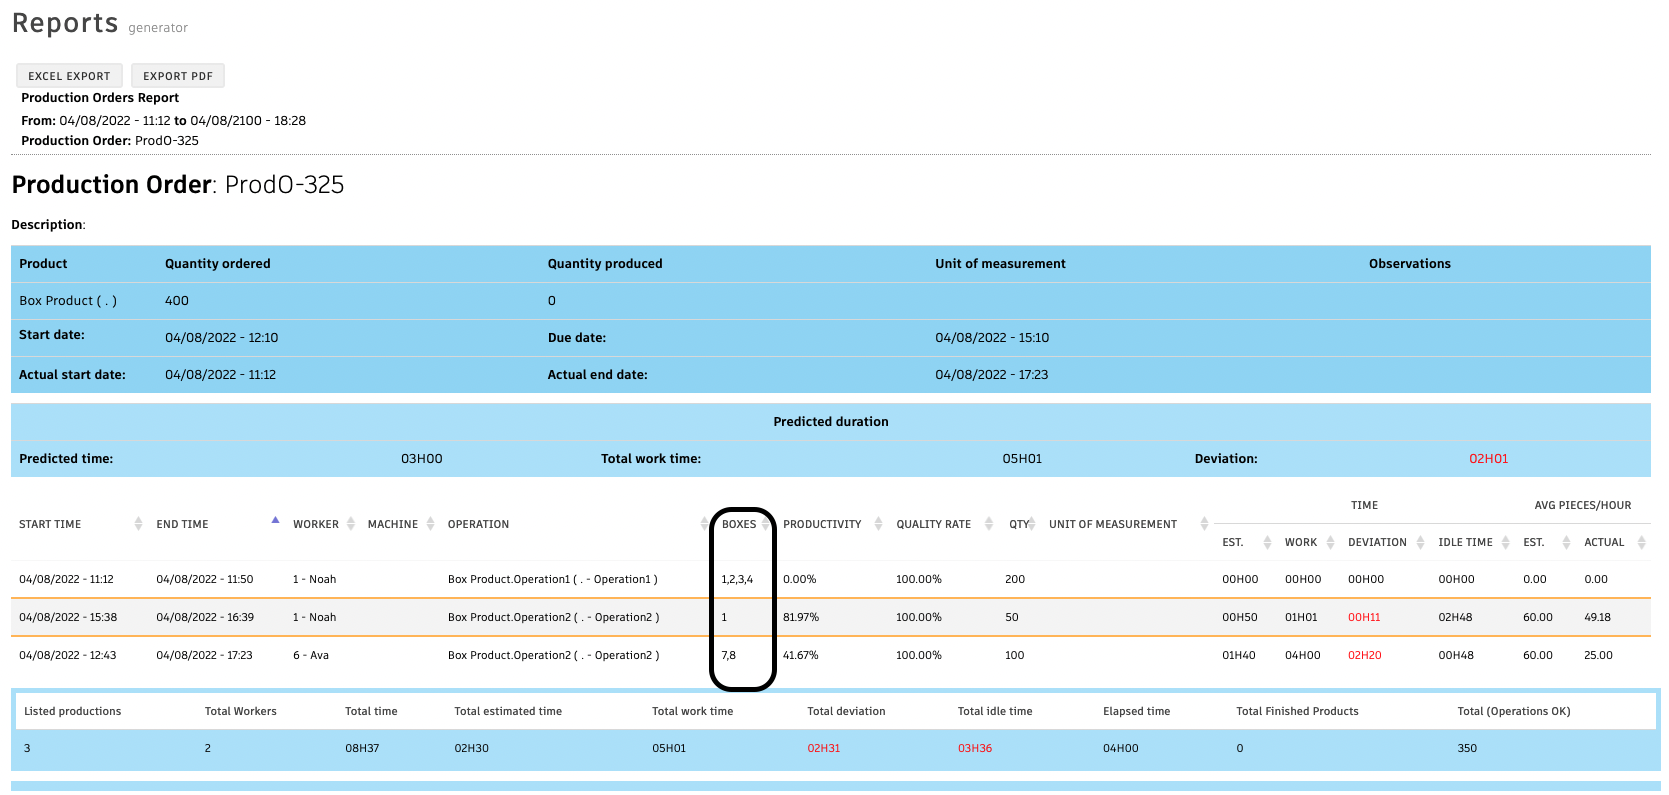 Reports generator
EXCEL EXPORT EXPORT PDF
Production Orders Report
From: 04/08/2022 - 11:12 to 04/08/2100 - 18:28
Production Order: ProdO-325
Production Order: ProdO-325
Description:
Product Quantity ordered Quantity produced Unit of measurement Observations
Box Product ( . ) 400 0
Start date: 04/08/2022 - 12:10 Due date: 04/08/2022 - 15:10
Actual start date: 04/08/2022 - 11:12 Actual end date: 04/08/2022 - 17:23
Predicted duration
Predicted time: 03H00 Total work time: 05H01 Deviation: 02H01
TIME AVG PIECES/HOUR
START TIME END TIME WORKER MACHINE OPERATION BOXES PRODUCTIVITY QUALITY RATE QTY UNIT OF MEASUREMENT
EST. WORK DEVIATION IDLE TIME EST. ACTUAL
04/08/2022 - 11:12 04/08/2022 - 11:50 1 - Noah Box Product.Operation1 ( . - Operation1 ) 1,2,3,4 0.00% 100.00% 200 00H00 00H00 00H00 00H00 0.00 0.00
04/08/2022 - 15:38 04/08/2022 - 16:39 1 - Noah Box Product.Operation2 ( . - Operation2 ) 1 81.97% 100.00% 50 00H50 01H01 00H11 02H48 60.00 49.18
04/08/2022 - 12:43 04/08/2022 - 17:23 6 - Ava Box Product.Operation2 ( . - Operation2 ) 7,8 41.67% 100.00% 100 01H40 04H00 02H20 00H48 60.00 25.00
Listed productions Total Workers Total time Total estimated time Total work time Total deviation Total idle time Elapsed time Total Finished Products Total (Operations OK)
3 2 08H37 02H30 05H01 02H31 03H36 04H00 0 350